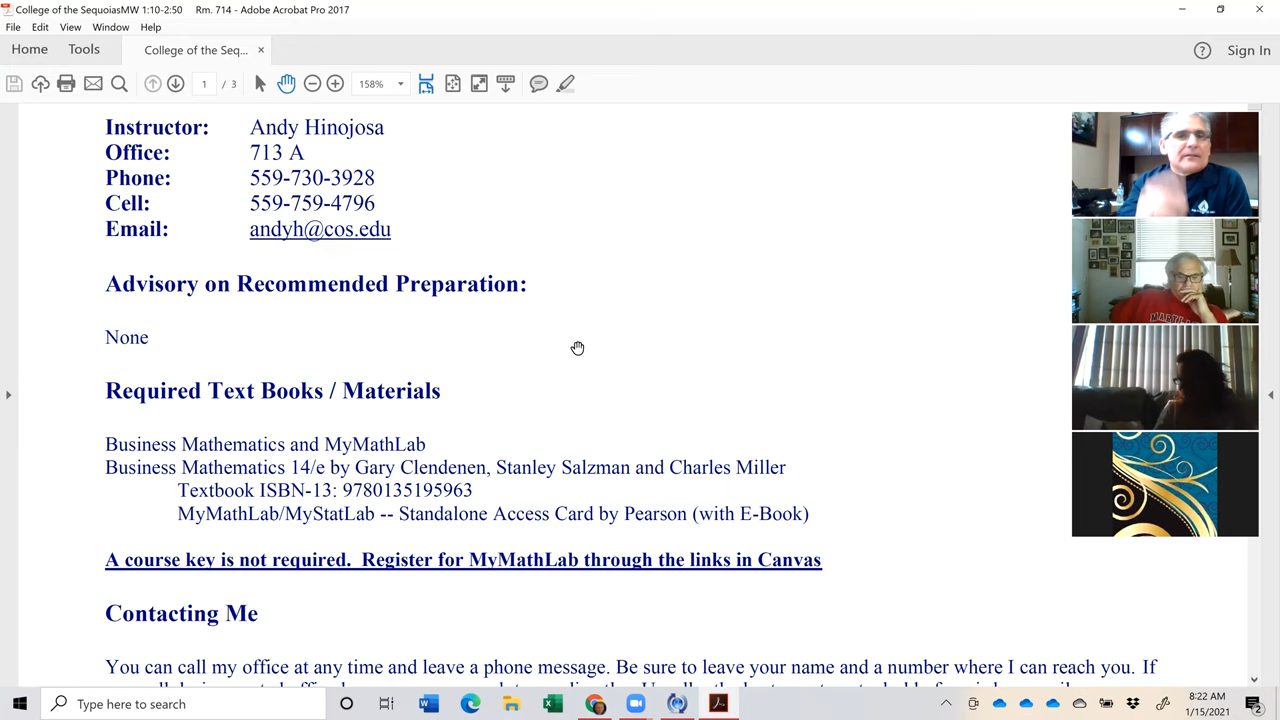 College of the SequoiasMW 1:10-2:50 Rm. 714 - Adobe Acrobat Pro 2017
File Edit View Window Help
Home Tools College of the Seq... × ? Sign In
1 / 3 158%
Instructor: Andy Hinojosa
Office: 713 A
Phone: 559-730-3928
Cell: 559-759-4796
Email: andyh@cos.edu
Advisory on Recommended Preparation:
None
Required Text Books / Materials
Business Mathematics and MyMathLab
Business Mathematics 14/e by Gary Clendenen, Stanley Salzman and Charles Miller
Textbook ISBN-13: 9780135195963
MyMathLab/MyStatLab -- Standalone Access Card by Pearson (with E-Book)
A course key is not required. Register for MyMathLab through the links in Canvas
Contacting Me
You can call my office at any time and leave a phone message. Be sure to leave your name and a number where I can reach you. If
Type here to search
8:22 AM
1/15/2021
2